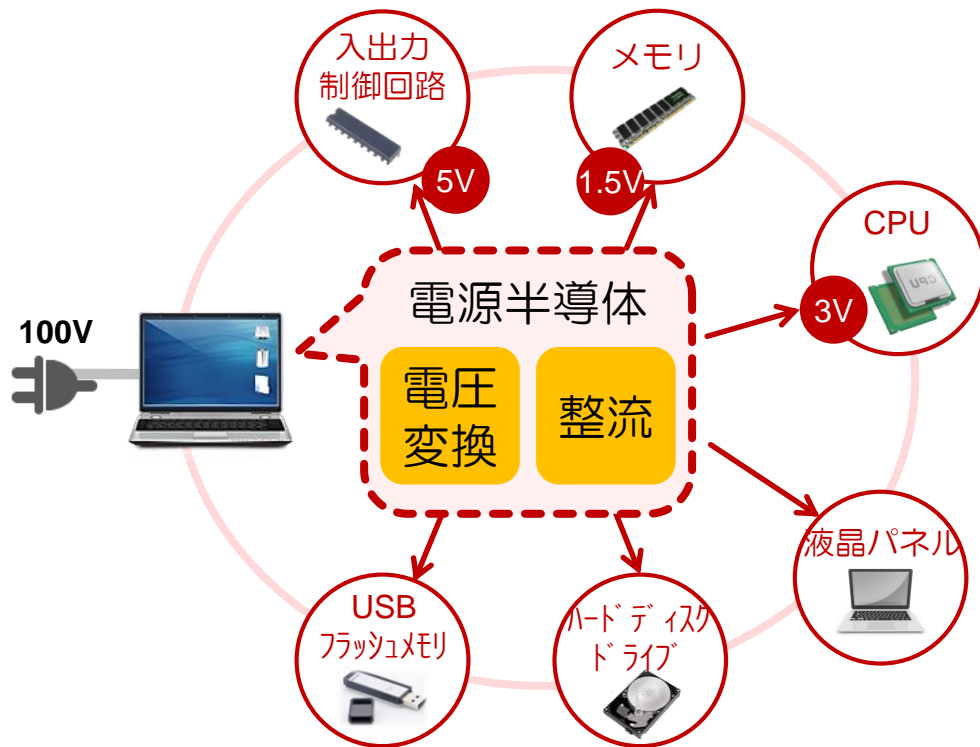 入出力
制御回路
メモリ
5V
1.5V
CPU
3V
電源半導体
100V
電圧
変換
整流
液晶パネル
USB
フラッシュメモリ
ハードディスク
ドライブ
CPU